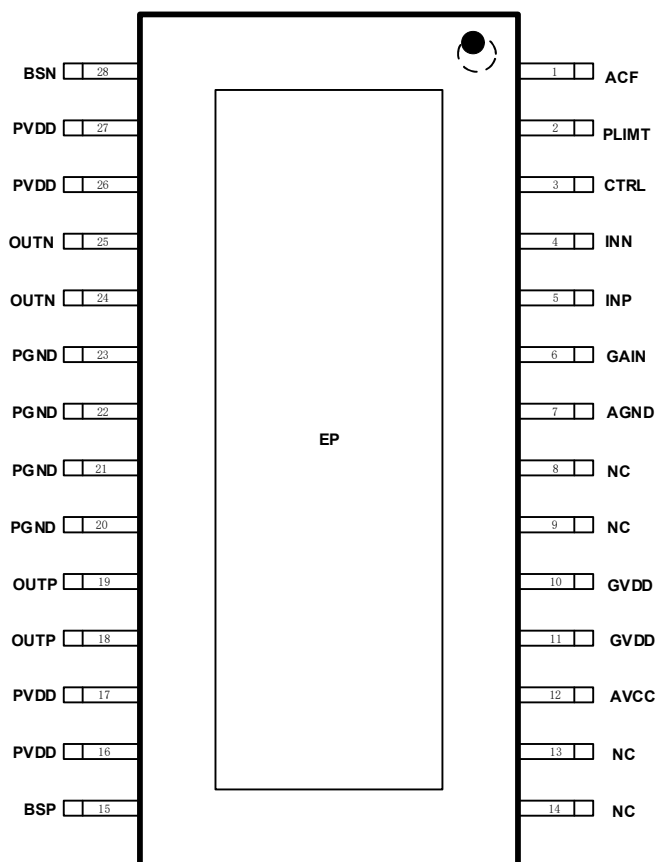 BSN 28 1 ACF
PVDD 27 2 PLIMT
PVDD 26 3 CTRL
OUTN 25 4 INN
OUTN 24 5 INP
PGND 23 6 GAIN
PGND 22 7 AGND
EP
PGND 21 8 NC
PGND 20 9 NC
OUTP 19 10 GVDD
OUTP 18 11 GVDD
PVDD 17 12 AVCC
PVDD 16 13 NC
BSP 15 14 NC